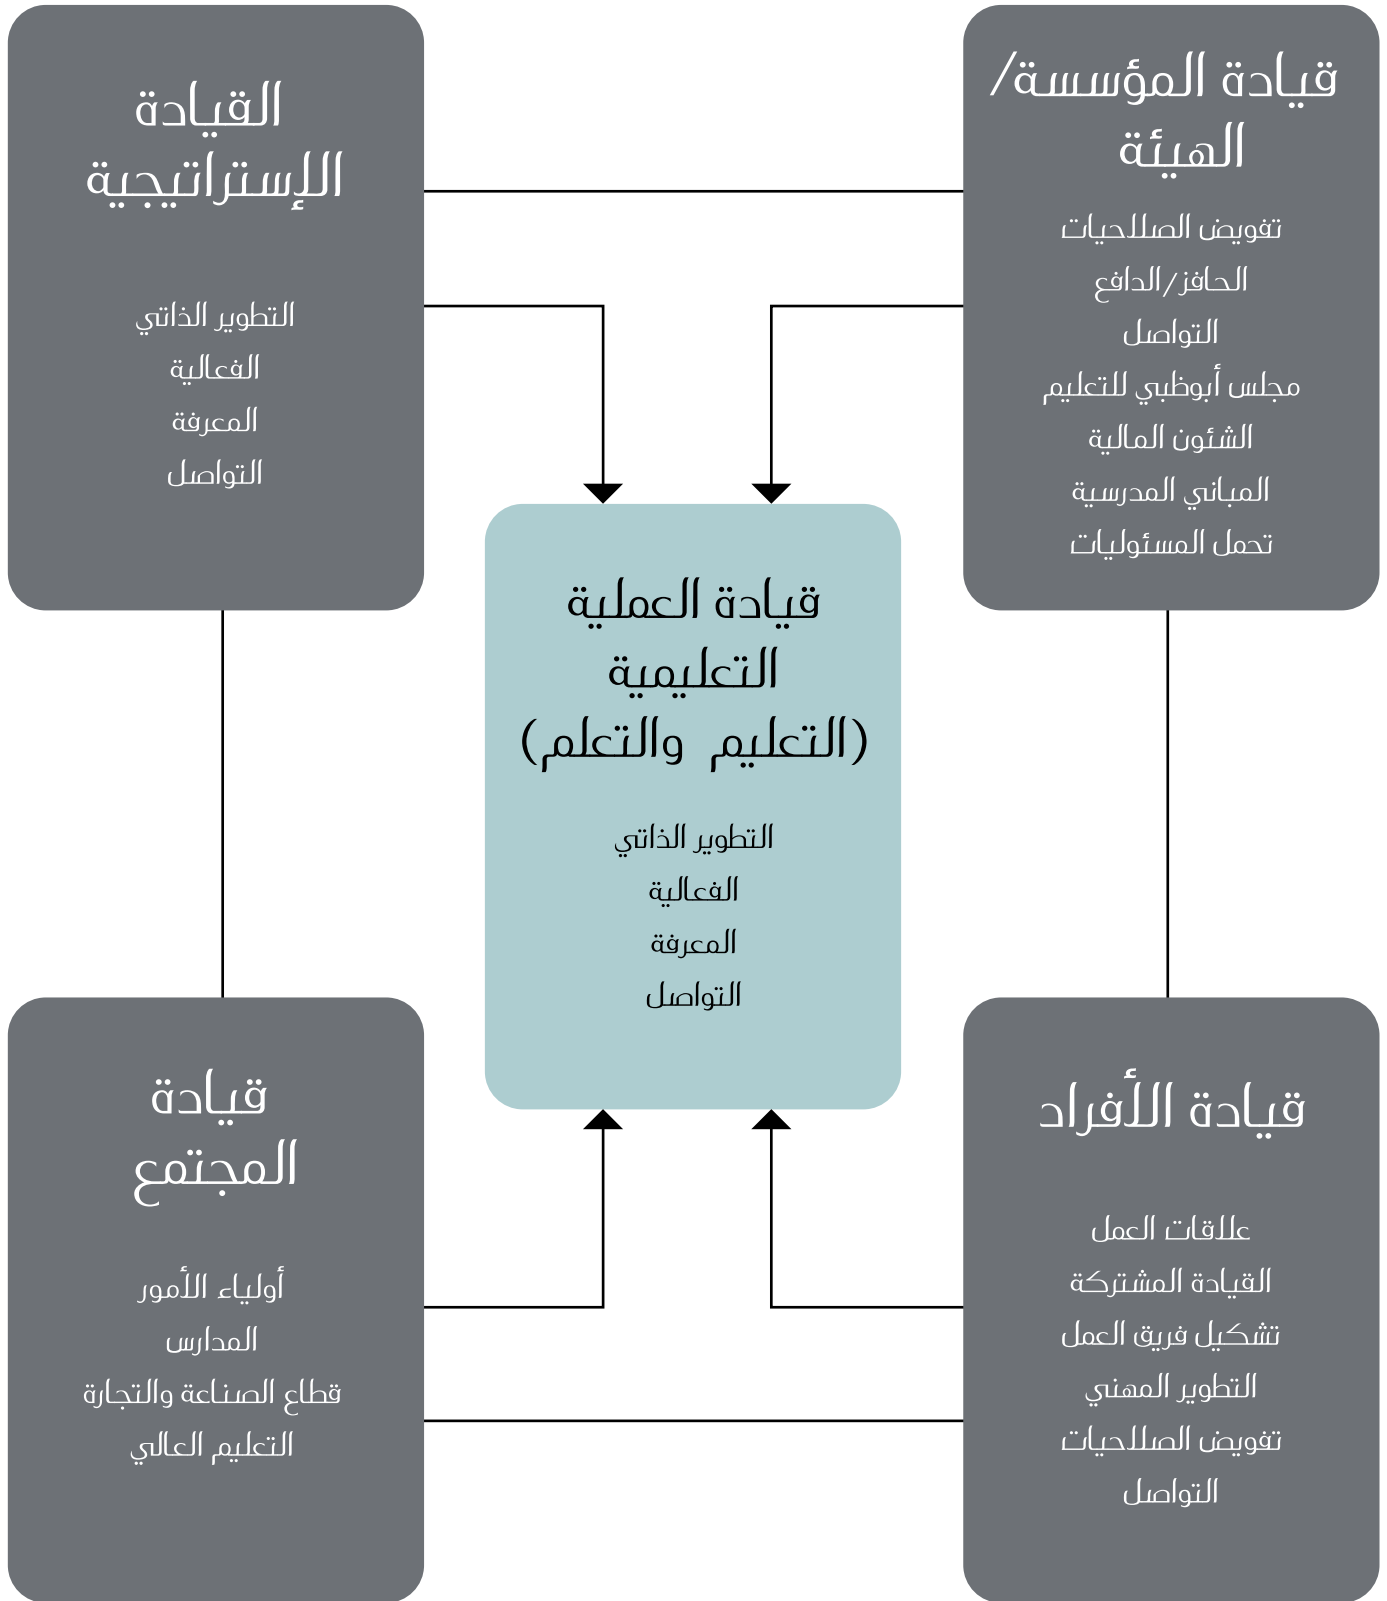 قيادة المؤسسة/
الهيئة
تفويض الصلاحيات
الحافز/الدافع
التواصل
مجلس أبوظبي للتعليم
الشئون المالية
المباني المدرسية
تحمل المسئوليات
القيادة
الإستراتيجية
التطوير الذاتي
الفعالية
المعرفة
التواصل
قيادة العملية
التعليمية
(التعليم والتعلم)
التطوير الذاتي
الفعالية
المعرفة
التواصل
قيادة الأفراد
علاقات العمل
القيادة المشتركة
تشكيل فريق العمل
التطوير المهني
تفويض الصلاحيات
التواصل
قيادة
المجتمع
أولياء الأمور
المدارس
قطاع الصناعة والتجارة
التعليم العالي